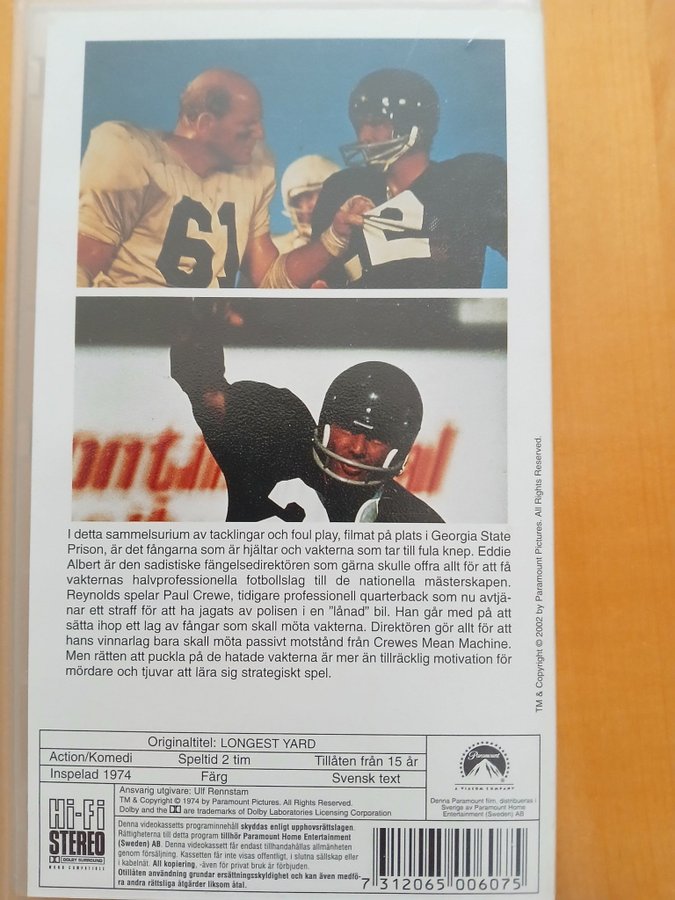 61
2
ontin
al
I detta sammelsurium av tacklingar och foul play, filmat på plats i Georgia State
Prison, är det fångarna som är hjältar och vakterna som tar till fula knep. Eddie
Albert är den sadistiske fängelsedirektören som gärna skulle offra allt för att få
vakternas halvprofessionella fotbollslag till de nationella mästerskapen.
Reynolds spelar Paul Crewe, tidigare professionell quarterback som nu avtjä-
nar ett straff för att ha jagats av polisen i en "lånad" bil. Han går med på att
sätta ihop ett lag av fångar som skall möta vakterna. Direktören gör allt för att
hans vinnarlag bara skall möta passivt motstånd från Crewes Mean Machine.
Men rätten att puckla på de hatade vakterna är mer än tillräcklig motivation för
mördare och tjuvar att lära sig strategiskt spel.
TM & Copyright © 2002 by Paramount Pictures. All Rights Reserved.
Originaltitel: LONGEST YARD
Action/Komedi Speltid 2 tim Tillåten från 15 år
Inspelad 1974 Färg Svensk text
Paramount
A VIACOM COMPANY
Hi-Fi
STEREO
DOLBY SURROUND
MONO COMPATIBLE
Ansvarig utgivare: Ulf Rennstam
TM & Copyright © 1974 by Paramount Pictures. All Rights Reserved.
Dolby and the DD are trademarks of Dolby Laboratories Licensing Corporation
Denna Paramount film, distribueras i
Sverige av Paramount Home
Entertainment (Sweden) AB
Denna videokassetts programinnehåll skyddas enligt upphovsrättslagen.
Rättigheterna till detta program tillhör Paramount Home Entertainment
(Sweden) AB. Denna videokassett får endast tillhandahållas allmänheten
genom försäljning. Kassetten får inte visas offentligt, i slutna sällskap eller
i kabelnät. All kopiering, -även för privat bruk är förbjuden.
Otillåten användning grundar ersättningsskyldighet och kan även medfö-
ra andra rättsliga åtgärder liksom åtal.
7 312065 006075